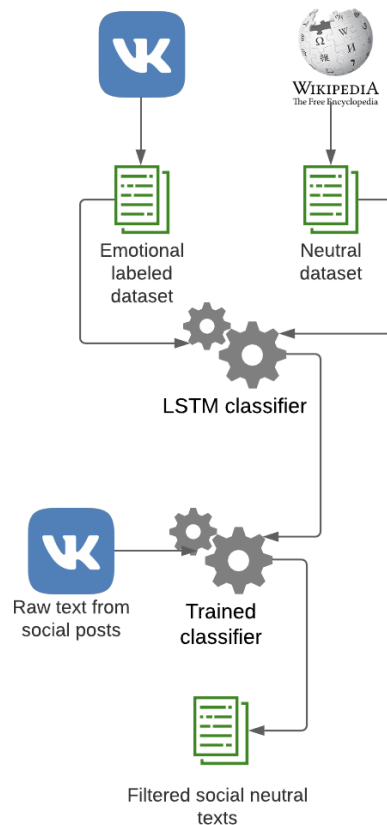 WIKIPEDIA
The Free Encyclopedia
Emotional
labeled
dataset
Neutral
dataset
LSTM classifier
Raw text from
social posts
Trained
classifier
Filtered social neutral
texts